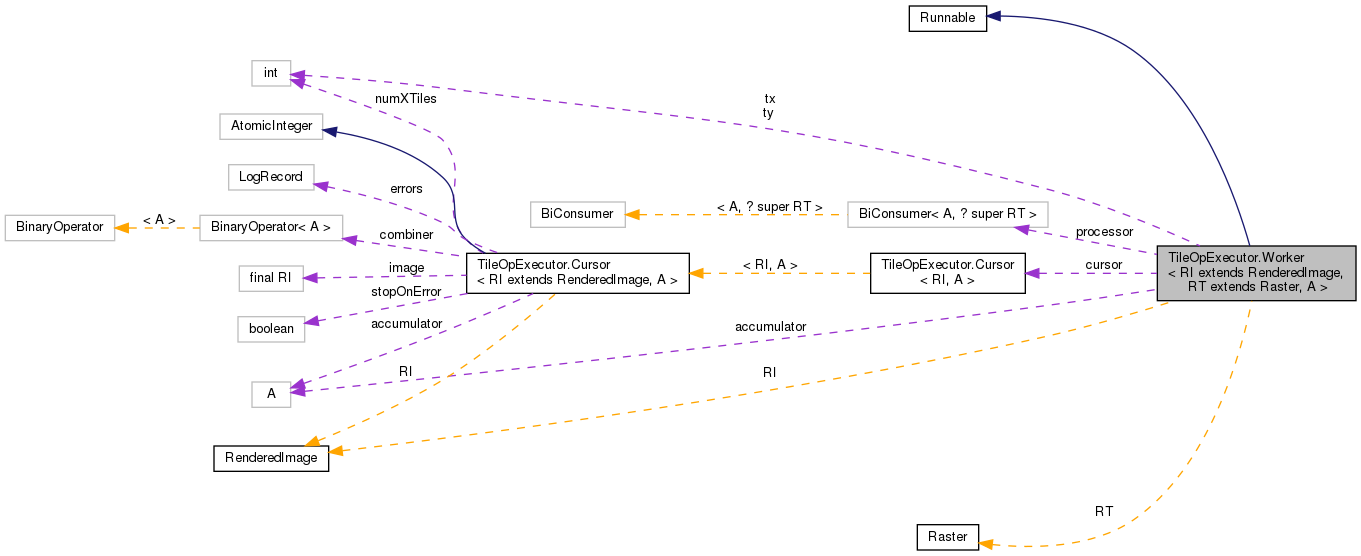 Runnable
int
numXTiles
tx
ty
AtomicInteger
LogRecord
errors
BinaryOperator
< A >
BinaryOperator< A >
combiner
BiConsumer
< A, ? super RT >
BiConsumer< A, ? super RT >
processor
final RI
image
TileOpExecutor.Cursor
< RI extends RenderedImage, A >
< RI, A >
TileOpExecutor.Cursor
< RI, A >
cursor
TileOpExecutor.Worker
< RI extends RenderedImage,
RT extends Raster, A >
stopOnError
boolean
accumulator
accumulator
A
RI
RI
RenderedImage
RT
Raster